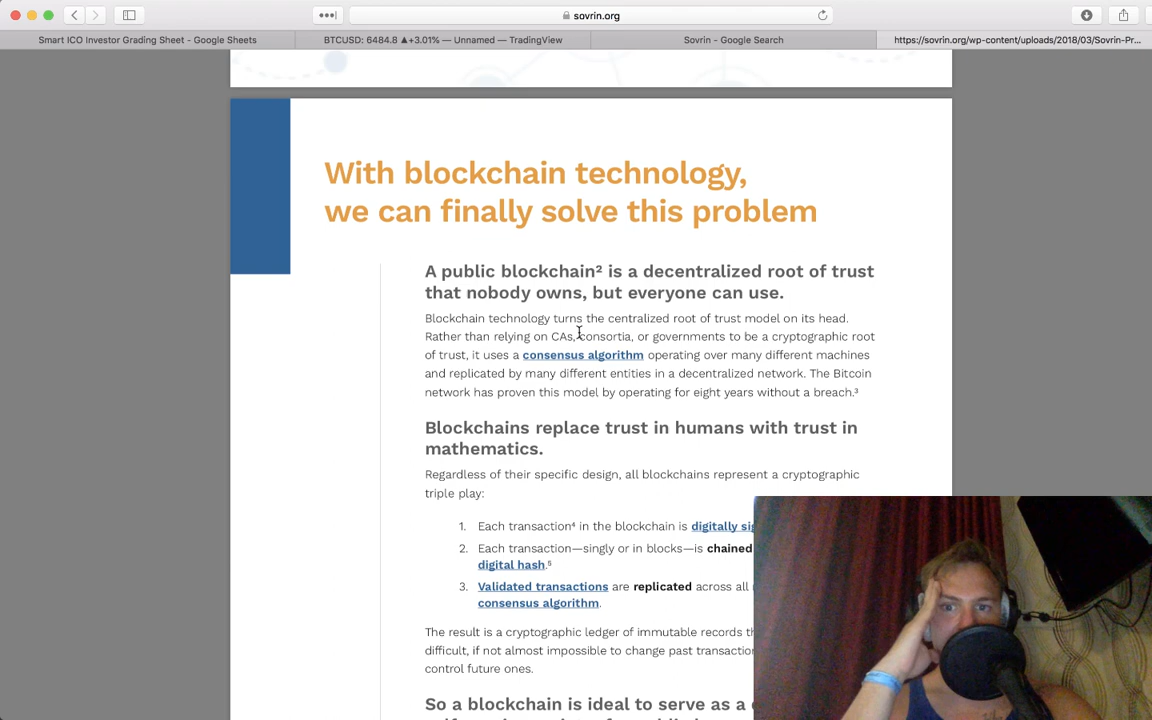 sovrin.org
Smart ICO Investor Grading Sheet - Google Sheets
BTCUSD: 6484.8 ▲+3.01% — Unnamed — TradingView
Sovrin - Google Search
https://sovrin.org/wp-content/uploads/2018/03/Sovrin-Pr...
With blockchain technology,
we can finally solve this problem
A public blockchain² is a decentralized root of trust
that nobody owns, but everyone can use.
Blockchain technology turns the centralized root of trust model on its head.
Rather than relying on CAs, consortia, or governments to be a cryptographic root
of trust, it uses a consensus algorithm operating over many different machines
and replicated by many different entities in a decentralized network. The Bitcoin
network has proven this model by operating for eight years without a breach.³
Blockchains replace trust in humans with trust in
mathematics.
Regardless of their specific design, all blockchains represent a cryptographic
triple play:
1. Each transaction⁴ in the blockchain is digitally
2. Each transaction—singly or in blocks—is chained
digital hash.⁵
3. Validated transactions are replicated across all
consensus algorithm.
The result is a cryptographic ledger of immutable records
difficult, if not almost impossible to change past
control future ones.
So a blockchain is ideal to serve as a